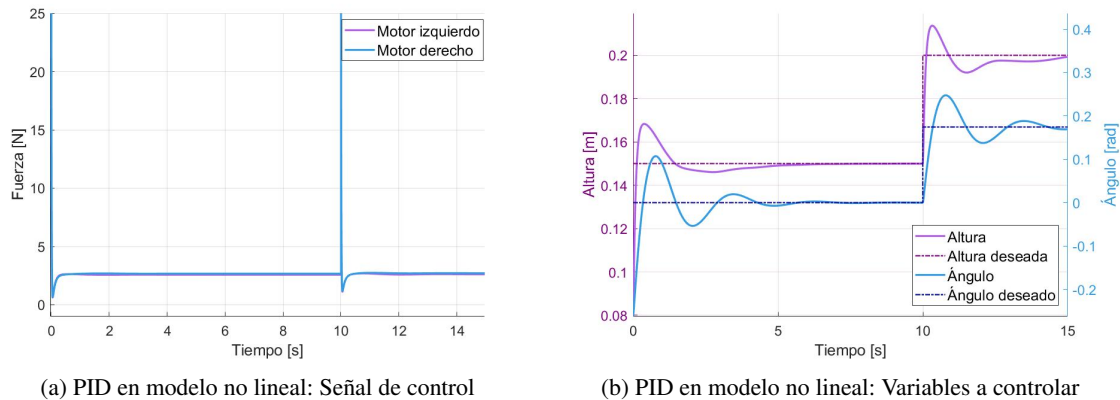 25
20
15
10
5
0
Fuerza [N]
0
2
4
6
8
10
12
14
Tiempo [s]
Motor izquierdo
Motor derecho
(a) PID en modelo no lineal: Señal de control
0.2
0.18
0.16
0.14
0.12
0.1
0.08
Altura [m]
0.4
0.3
0.2
0.1
0
-0.1
-0.2
Ángulo [rad]
0
5
10
15
Tiempo [s]
Altura
Altura deseada
Ángulo
Ángulo deseado
(b) PID en modelo no lineal: Variables a controlar